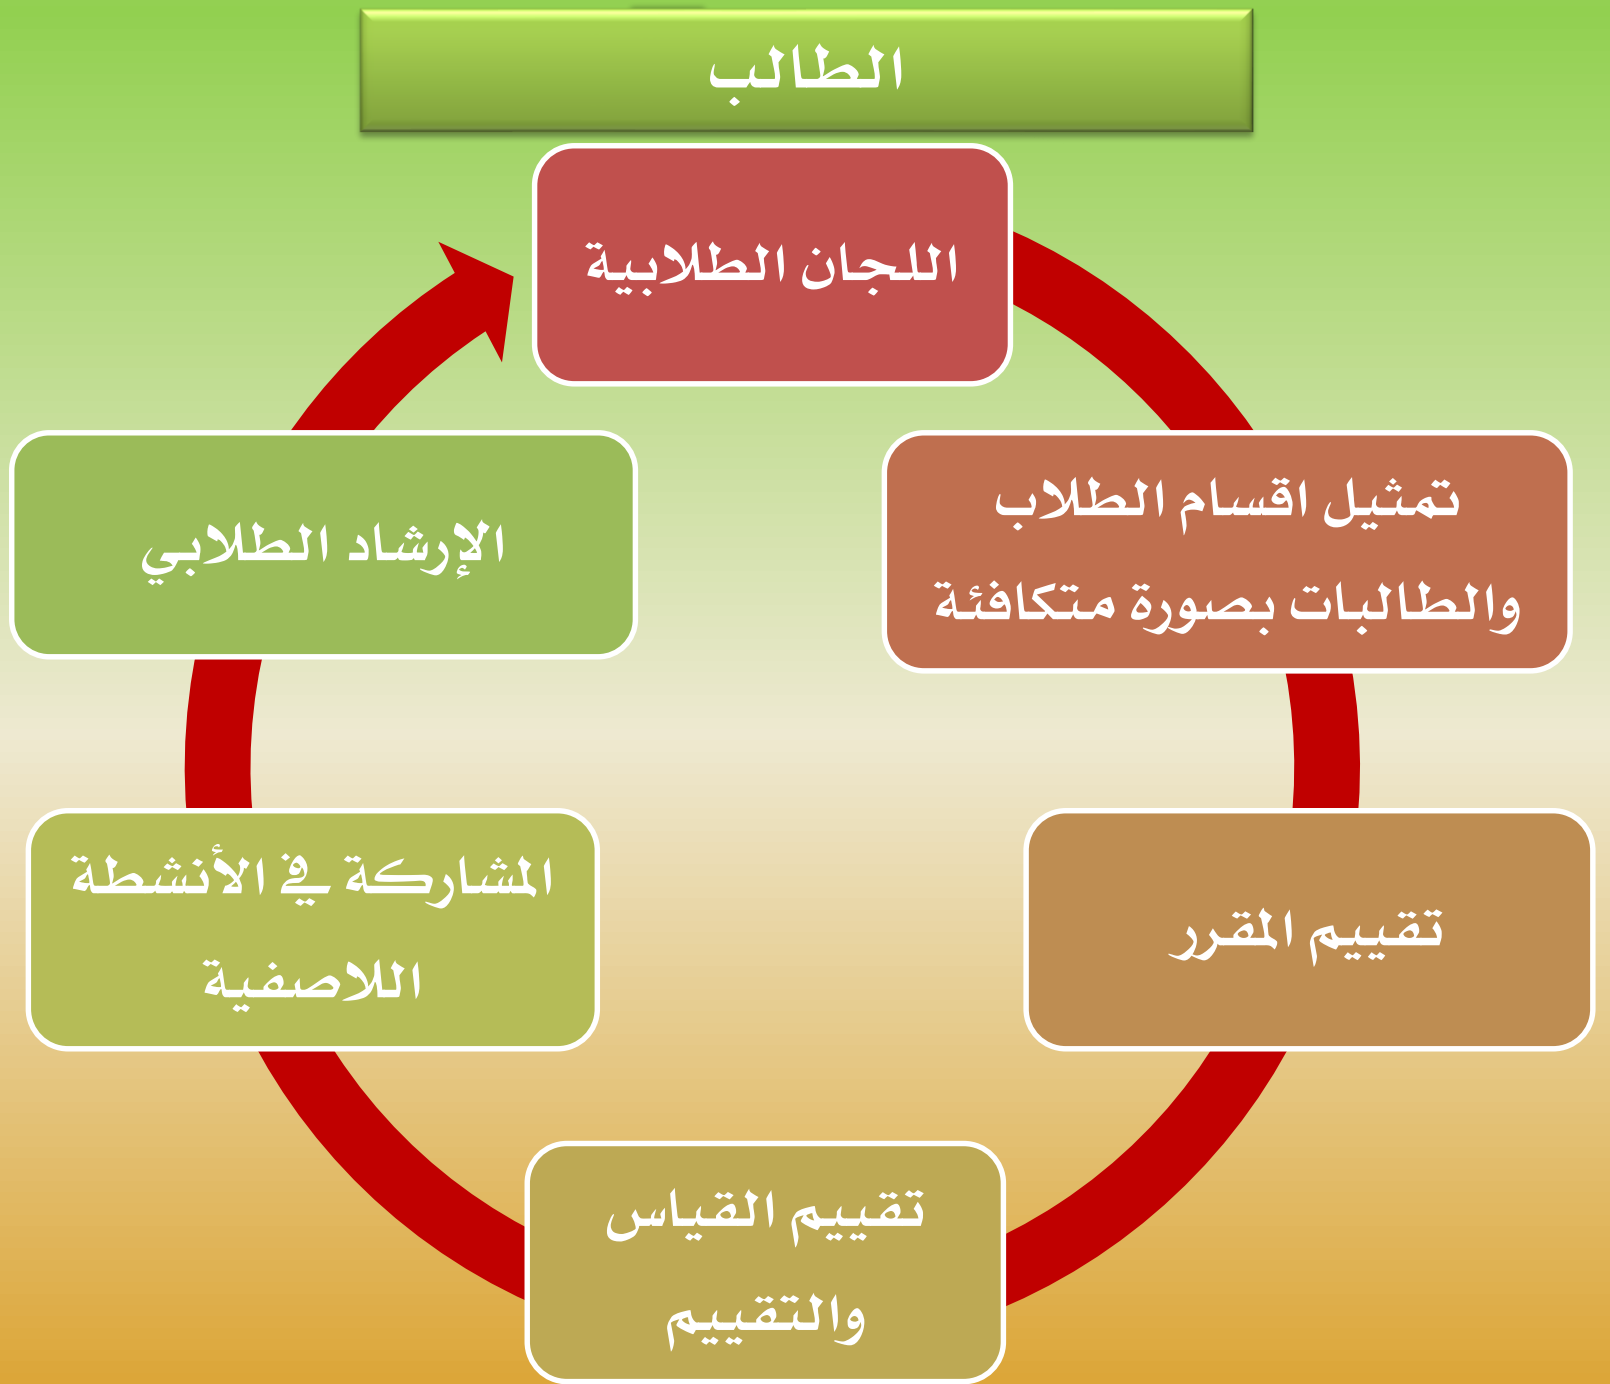 الطالب
اللجان الطلابية
تمثيل اقسام الطلاب
والطالبات بصورة متكافئة
تقييم المقرر
تقييم القياس
والتقييم
المشاركة في الأنشطة
اللاصفية
الإرشاد الطلابي